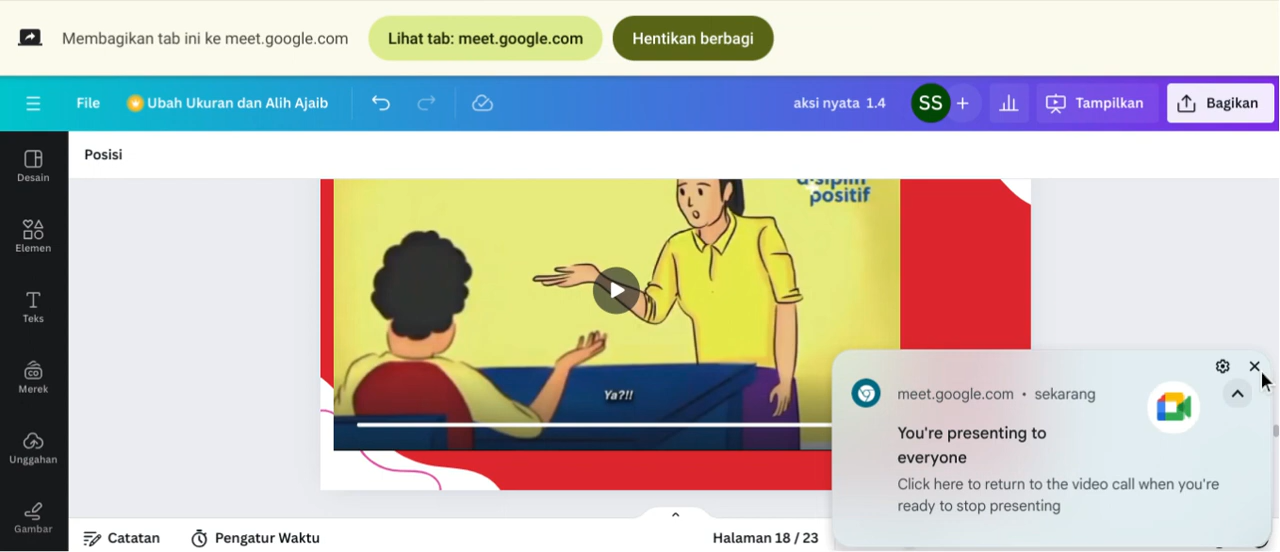 Membagikan tab ini ke meet.google.com
Lihat tab: meet.google.com
Hentikan berbagi
File
Ubah Ukuran dan Alih Ajaib
aksi nyata 1.4
SS
+
Tampilkan
Bagikan
Posisi
Desain
Elemen
Teks
Merek
Unggahan
Gambar
positif
Ya?!!
meet.google.com • sekarang
You're presenting to
everyone
Click here to return to the video call when you're
ready to stop presenting
Catatan
Pengatur Waktu
Halaman 18 / 23